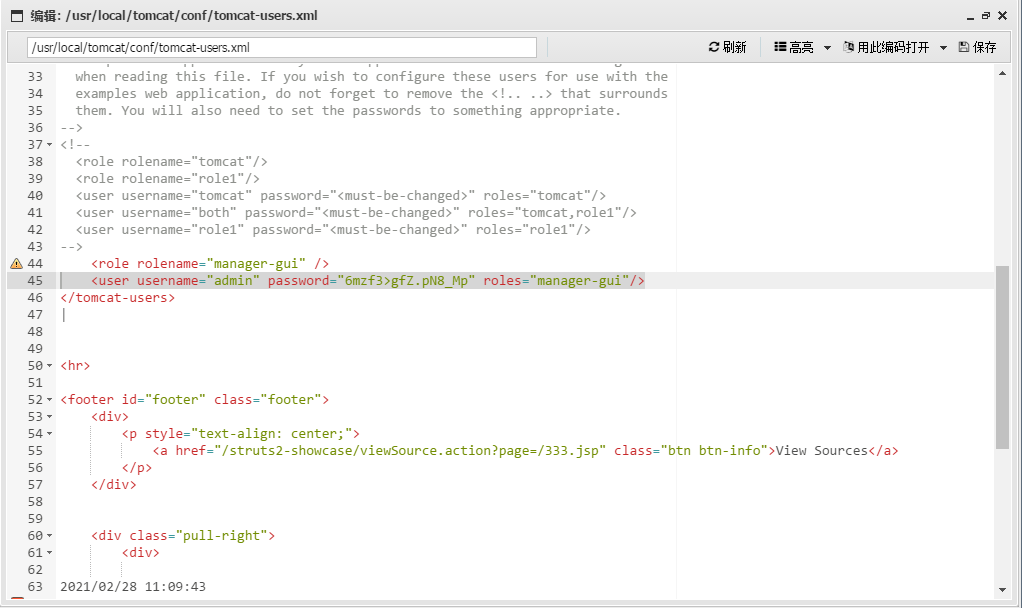 编辑: /usr/local/tomcat/conf/tomcat-users.xml
/usr/local/tomcat/conf/tomcat-users.xml 刷新 高亮 用此编码打开 保存
33 when reading this file. If you wish to configure these users for use with the
34 examples web application, do not forget to remove the <!.. ..> that surrounds
35 them. You will also need to set the passwords to something appropriate.
36 -->
37 <!--
38 <role rolename="tomcat"/>
39 <role rolename="role1"/>
40 <user username="tomcat" password="<must-be-changed>" roles="tomcat"/>
41 <user username="both" password="<must-be-changed>" roles="tomcat,role1"/>
42 <user username="role1" password="<must-be-changed>" roles="role1"/>
43 -->
44 <role rolename="manager-gui" />
45 <user username="admin" password="6mzf3>gfZ.pN8_Mp" roles="manager-gui"/>
46 </tomcat-users>
47
48
49
50 <hr>
51
52 <footer id="footer" class="footer">
53 <div>
54 <p style="text-align: center;">
55 <a href="/struts2-showcase/viewSource.action?page=/333.jsp" class="btn btn-info">View Sources</a>
56 </p>
57 </div>
58
59
60 <div class="pull-right">
61 <div>
62
63 2021/02/28 11:09:43